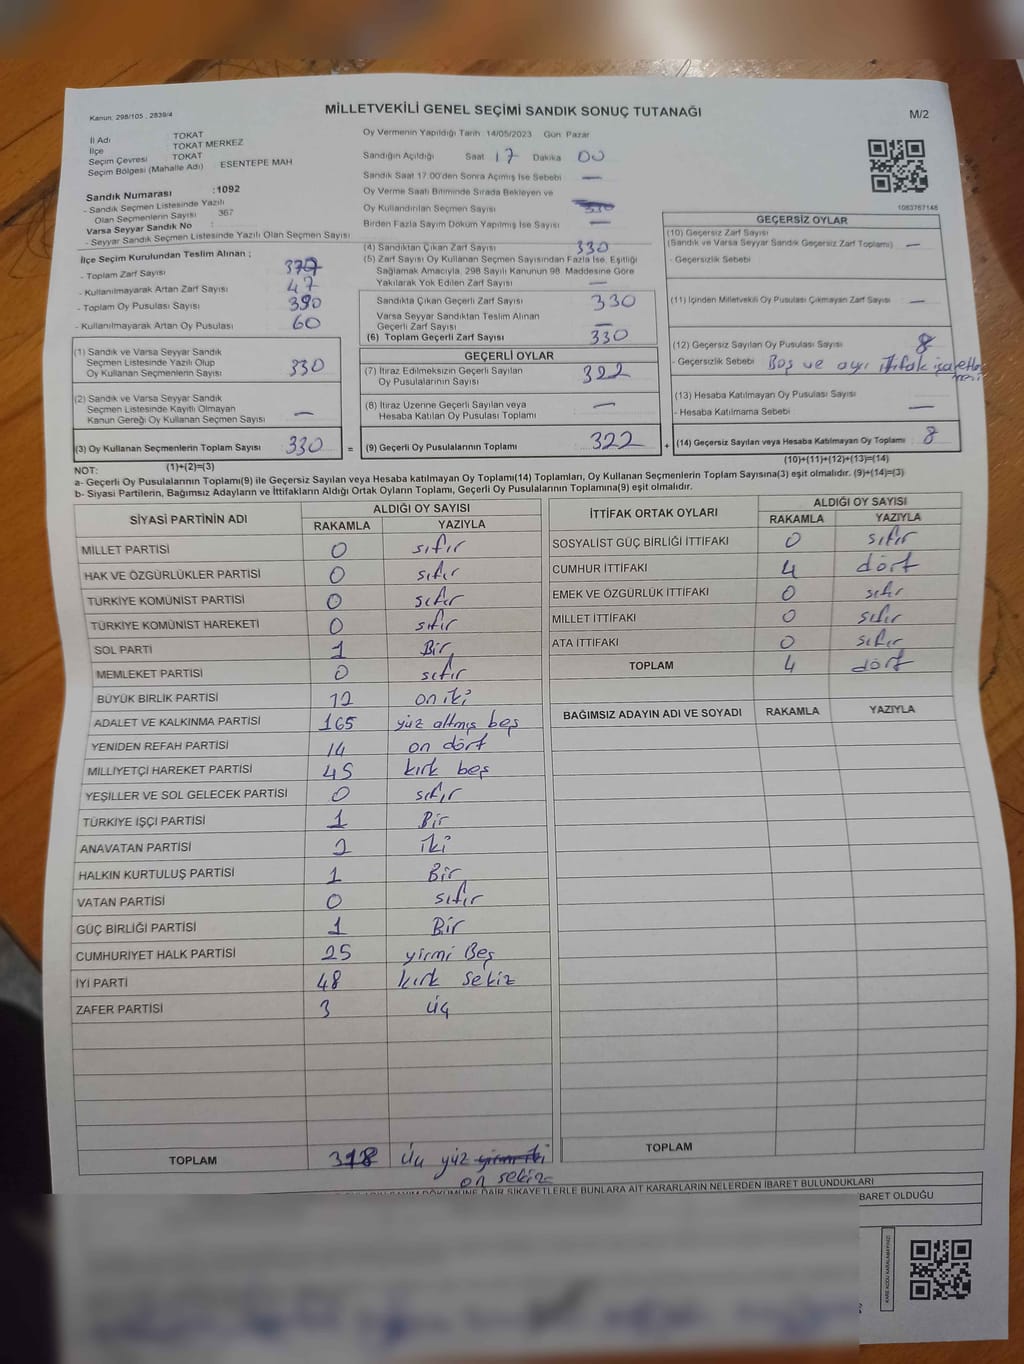 MİLLETVEKİLİ GENEL SEÇİMİ SANDIK SONUÇ TUTANAĞI
Kanun: 298/105 , 2839/4
M/2
İl Adı TOKAT
İlçe TOKAT MERKEZ
Seçim Çevresi TOKAT
Seçim Bölgesi (Mahalle Adı) ESENTEPE MAH
Sandık Numarası :1092
- Sandık Seçmen Listesinde Yazılı
Olan Seçmenlerin Sayısı 367
Varsa Seyyar Sandık No :
- Seyyar Sandık Seçmen Listesinde Yazılı Olan Seçmen Sayısı
Oy Vermenin Yapıldığı Tarih :14/05/2023 Gün: Pazar
Sandığın Açıldığı Saat 17 Dakika 00
Sandık Saat 17:00'den Sonra Açılmış İse Sebebi —
Oy Verme Saati Bitiminde Sırada Bekleyen ve
Oy Kullandırılan Seçmen Sayısı
Birden Fazla Sayım Döküm Yapılmış İse Sayısı —
1083767148
İlçe Seçim Kurulundan Teslim Alınan ;
- Toplam Zarf Sayısı 377
- Kullanılmayarak Artan Zarf Sayısı 47
- Toplam Oy Pusulası Sayısı 390
- Kullanılmayarak Artan Oy Pusulası 60
(4) Sandıktan Çıkan Zarf Sayısı 330
(5) Zarf Sayısı Oy Kullanan Seçmen Sayısından Fazla İse, Eşitliği
Sağlamak Amacıyla, 298 Sayılı Kanunun 98. Maddesine Göre
Yakılarak Yok Edilen Zarf Sayısı —
Sandıkta Çıkan Geçerli Zarf Sayısı 330
Varsa Seyyar Sandıktan Teslim Alınan
Geçerli Zarf Sayısı —
(6) Toplam Geçerli Zarf Sayısı 330
GEÇERSİZ OYLAR
(10) Geçersiz Zarf Sayısı
(Sandık ve Varsa Seyyar Sandık Geçersiz Zarf Toplamı) —
- Geçersizlik Sebebi
(11) İçinden Milletvekili Oy Pusulası Çıkmayan Zarf Sayısı —
(12) Geçersiz Sayılan Oy Pusulası Sayısı 8
- Geçersizlik Sebebi Boş ve ayrı ittifak işaretlenmesi
(13) Hesaba Katılmayan Oy Pusulası Sayısı
- Hesaba Katılmama Sebebi —
(1) Sandık ve Varsa Seyyar Sandık
Seçmen Listesinde Yazılı Olup
Oy Kullanan Seçmenlerin Sayısı 330
(2) Sandık ve Varsa Seyyar Sandık
Seçmen Listesinde Kayıtlı Olmayan
Kanun Gereği Oy Kullanan Seçmen Sayısı —
(3) Oy Kullanan Seçmenlerin Toplam Sayısı 330
=
GEÇERLİ OYLAR
(7) İtiraz Edilmeksizin Geçerli Sayılan
Oy Pusulalarının Sayısı 322
(8) İtiraz Üzerine Geçerli Sayılan veya
Hesaba Katılan Oy Pusulası Toplamı —
(9) Geçerli Oy Pusulalarının Toplamı 322
+
(14) Geçersiz Sayılan veya Hesaba Katılmayan Oy Toplamı 8
(1)+(2)=(3)
(10)+(11)+(12)+(13)=(14)
NOT:
a- Geçerli Oy Pusulalarının Toplamı(9) ile Geçersiz Sayılan veya Hesaba katılmayan Oy Toplamı(14) Toplamları, Oy Kullanan Seçmenlerin Toplam Sayısına(3) eşit olmalıdır. (9)+(14)=(3)
b- Siyasi Partilerin, Bağımsız Adayların ve İttifakların Aldığı Ortak Oyların Toplamı, Geçerli Oy Pusulalarının Toplamına(9) eşit olmalıdır.
SİYASİ PARTİNİN ADI ALDIĞI OY SAYISI
RAKAMLA YAZIYLA
MİLLET PARTİSİ 0 sıfır
HAK VE ÖZGÜRLÜKLER PARTİSİ 0 sıfır
TÜRKİYE KOMÜNİST PARTİSİ 0 sıfır
TÜRKİYE KOMÜNİST HAREKETİ 0 sıfır
SOL PARTİ 1 Bir
MEMLEKET PARTİSİ 0 sıfır
BÜYÜK BİRLİK PARTİSİ 12 on iki
ADALET VE KALKINMA PARTİSİ 165 yüz altmış beş
YENİDEN REFAH PARTİSİ 14 on dört
MİLLİYETÇİ HAREKET PARTİSİ 45 kırk beş
YEŞİLLER VE SOL GELECEK PARTİSİ 0 sıfır
TÜRKİYE İŞÇİ PARTİSİ 1 Bir
ANAVATAN PARTİSİ 2 iki
HALKIN KURTULUŞ PARTİSİ 1 Bir
VATAN PARTİSİ 0 sıfır
GÜÇ BİRLİĞİ PARTİSİ 1 Bir
CUMHURİYET HALK PARTİSİ 25 yirmi Beş
İYİ PARTİ 48 kırk sekiz
ZAFER PARTİSİ 3 üç
TOPLAM 318 üç yüz yirmi iki
on sekiz
İTTİFAK ORTAK OYLARI ALDIĞI OY SAYISI
RAKAMLA YAZIYLA
SOSYALİST GÜÇ BİRLİĞİ İTTİFAKI 0 sıfır
CUMHUR İTTİFAKI 4 dört
EMEK VE ÖZGÜRLÜK İTTİFAKI 0 sıfır
MİLLET İTTİFAKI 0 sıfır
ATA İTTİFAKI 0 sıfır
TOPLAM 4 dört
BAĞIMSIZ ADAYIN ADI VE SOYADI RAKAMLA YAZIYLA
TOPLAM
DÖKÜMÜNE DAİR ŞİKAYETLERLE BUNLARA AİT KARARLARIN NELERDEN İBARET BULUNDUKLARI
İBARET OLDUĞU